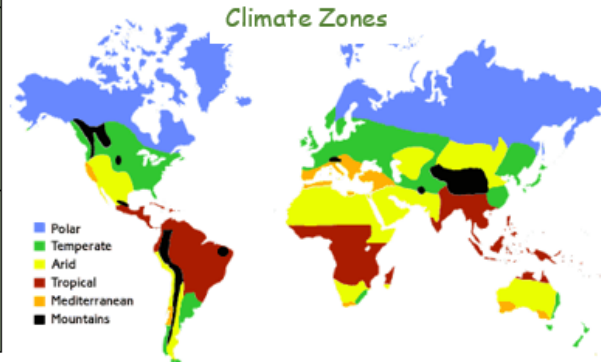 Climate Zones
Polar
Temperate
Arid
Tropical
Mediterranean
Mountains